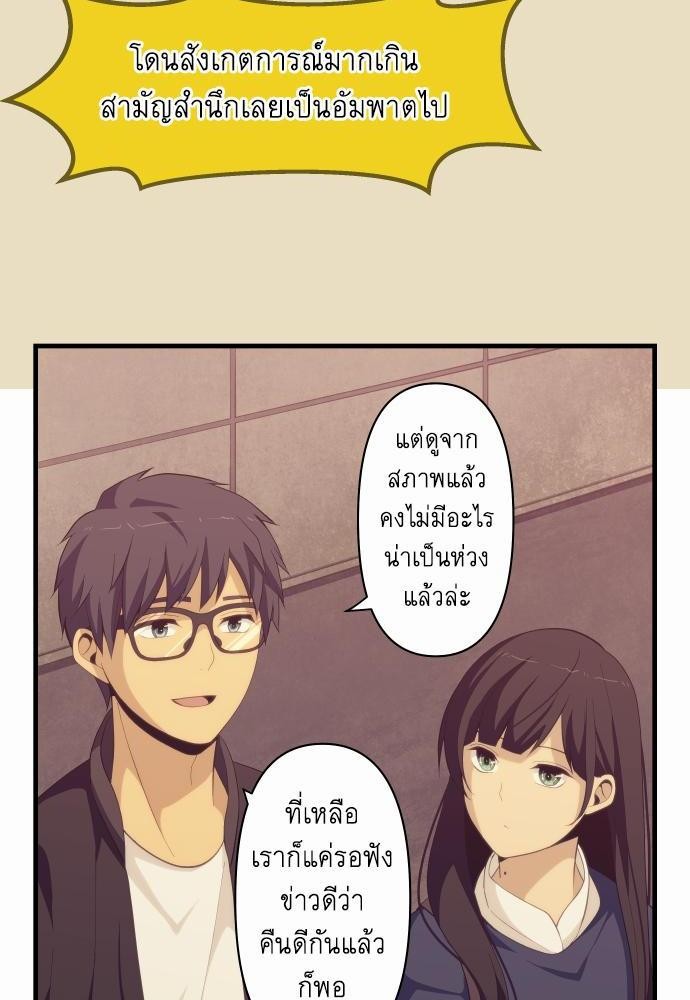 โดนสังเกตการณ์มากเกิน
สามัญสำนึกเลยเป็นอัมพาตไป
แต่ดูจาก
สภาพแล้ว
คงไม่มีอะไร
น่าเป็นห่วง
แล้วล่ะ
ที่เหลือ
เราก็แค่รอฟัง
ข่าวดีว่า
คืนดีกันแล้ว
ก็พอ